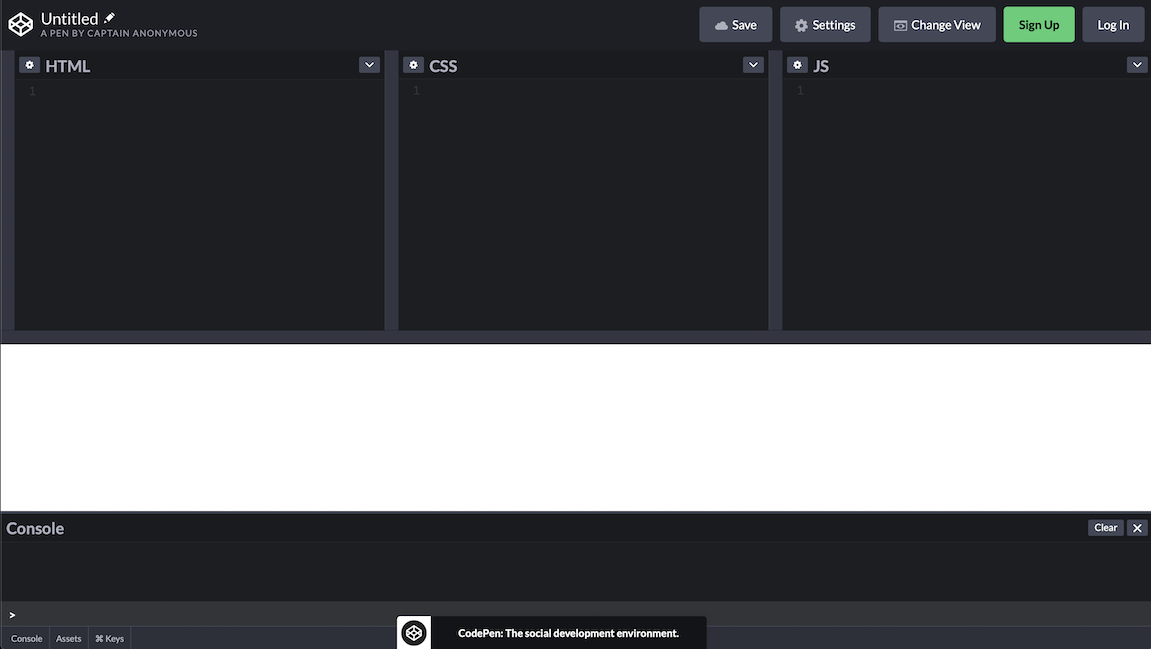 Untitled
A PEN BY CAPTAIN ANONYMOUS
Save
Settings
Change View
Sign Up
Log In
HTML
CSS
JS
1
1
1
Console
Clear
>
Console
Assets
⌘ Keys
CodePen: The social development environment.